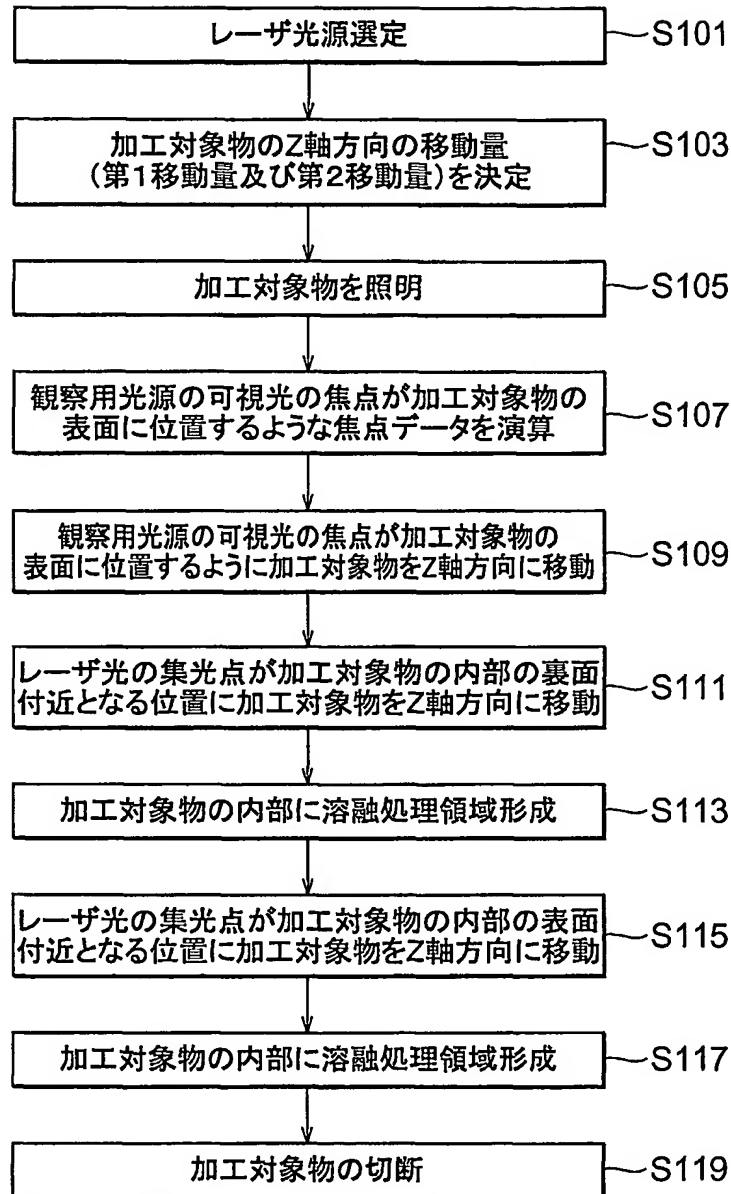 レーザ光源選定
S101
加工対象物のZ軸方向の移動量
(第1移動量及び第2移動量)を決定
S103
加工対象物を照明
S105
観察用光源の可視光の焦点が加工対象物の
表面に位置するような焦点データを演算
S107
観察用光源の可視光の焦点が加工対象物の
表面に位置するように加工対象物をZ軸方向に移動
S109
レーザ光の集光点が加工対象物の内部の裏面
付近となる位置に加工対象物をZ軸方向に移動
S111
加工対象物の内部に溶融処理領域形成
S113
レーザ光の集光点が加工対象物の内部の表面
付近となる位置に加工対象物をZ軸方向に移動
S115
加工対象物の内部に溶融処理領域形成
S117
加工対象物の切断
S119